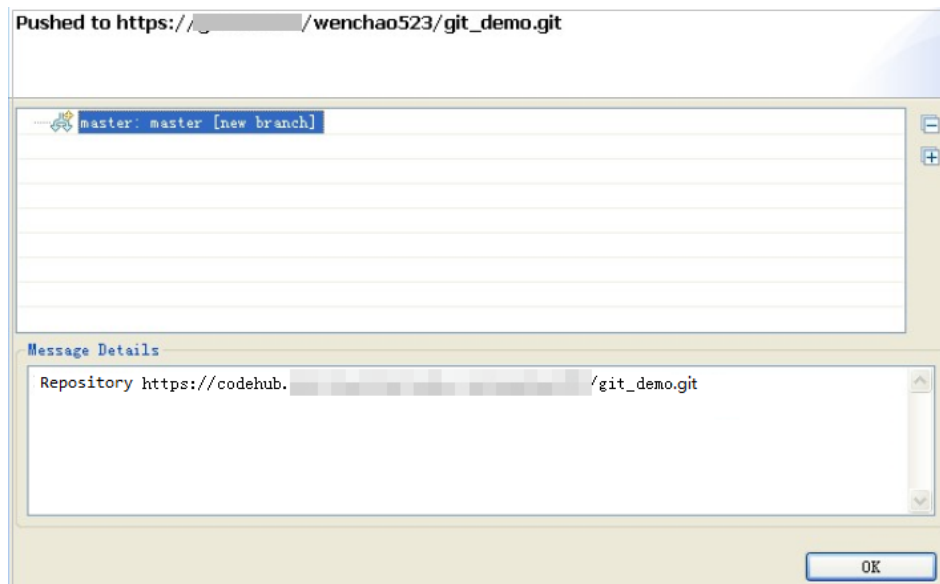 Pushed to https:// /wenchao523/git_demo.git
master: master [new branch]
Message Details
Repository https://codehub. /git_demo.git
OK